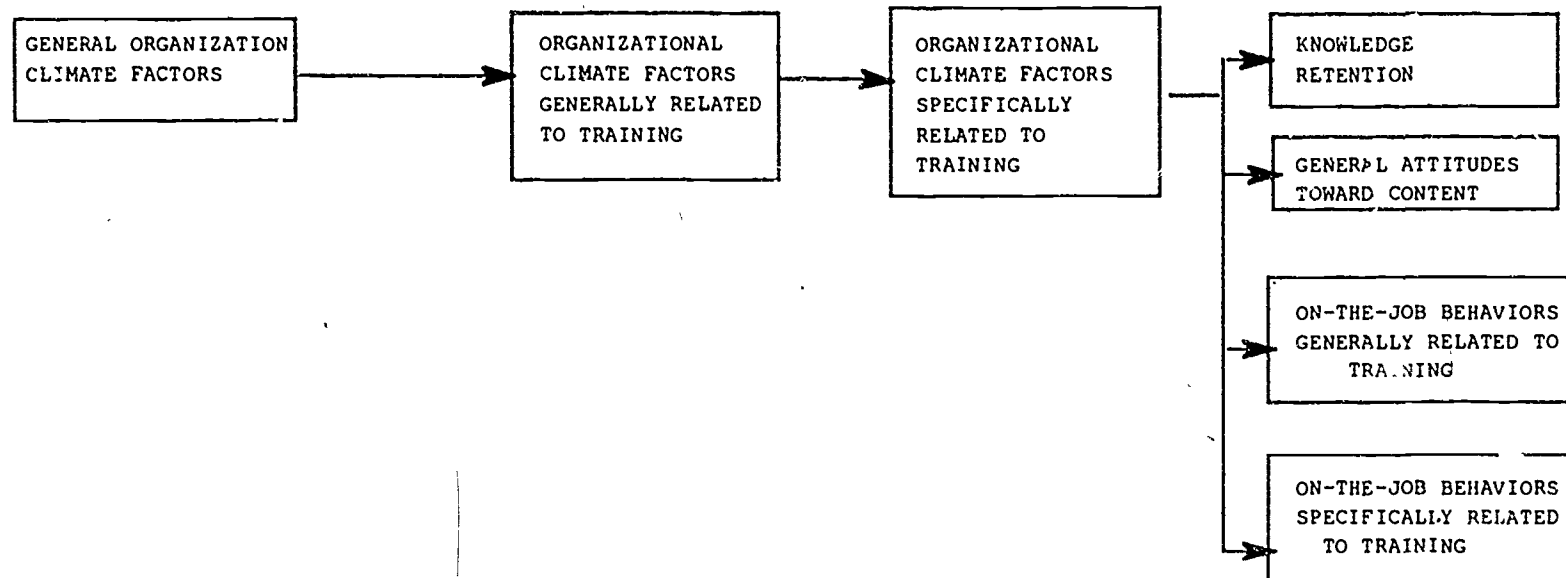 GENERAL ORGANIZATION
CLIMATE FACTORS
ORGANIZATIONAL
CLIMATE FACTORS
GENERALLY RELATED
TO TRAINING
ORGANIZATIONAL
CLIMATE FACTORS
SPECIFICALLY
RELATED TO
TRAINING
KNOWLEDGE
RETENTION
GENERAL ATTITUDES
TOWARD CONTENT
ON-THE-JOB BEHAVIORS
GENERALLY RELATED TO
TRAINING
ON-THE-JOB BEHAVIORS
SPECIFICALLY RELATED
TO TRAINING